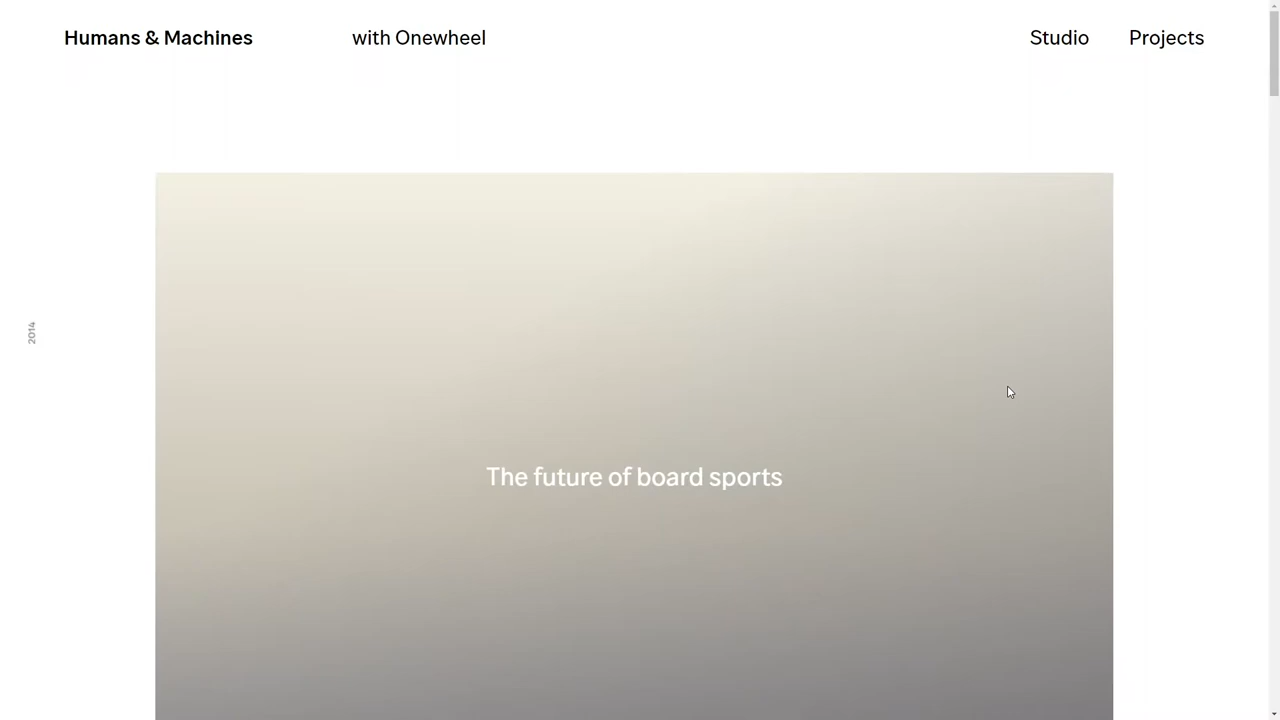 Humans & Machines
with Onewheel
Studio
Projects
2014
The future of board sports